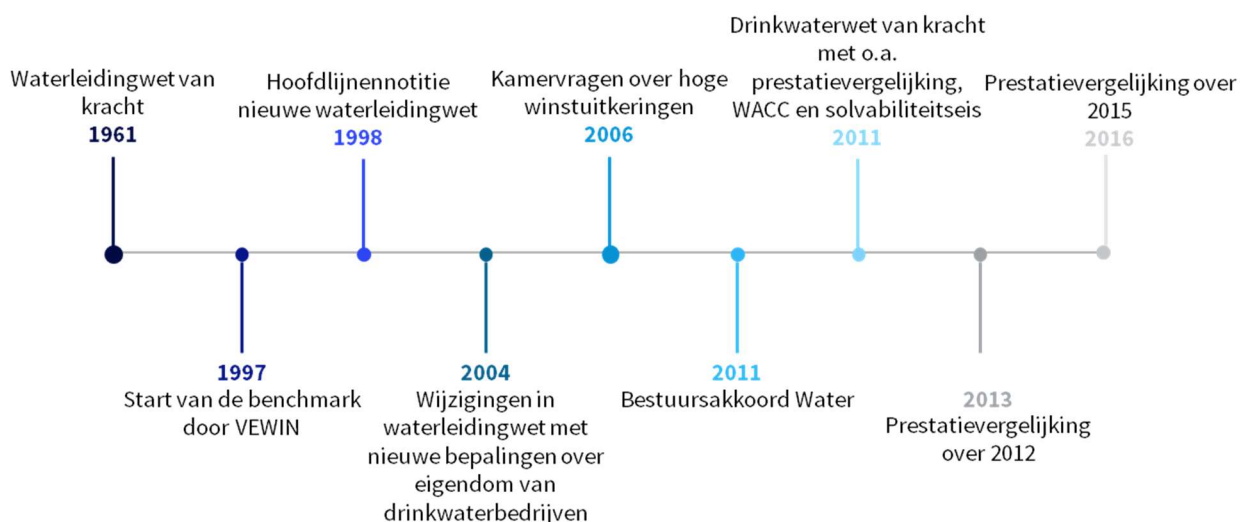 Waterleidingwet van
kracht
1961
1997
Start van de benchmark
door VEWIN
Hoofdlijnennotitie
nieuwe waterleidingwet
1998
2004
Wijzigingen in
waterleidingwet met
nieuwe bepalingen over
eigendom van
drinkwaterbedrijven
Kamervragen over hoge
winstuitkeringen
2006
2011
Bestuursakkoord Water
Drinkwaterwet van kracht
met o.a.
prestatievergelijking,
WACC en solvabiliteitseis
2011
2013
Prestatievergelijking
over 2012
Prestatievergelijking over
2015
2016